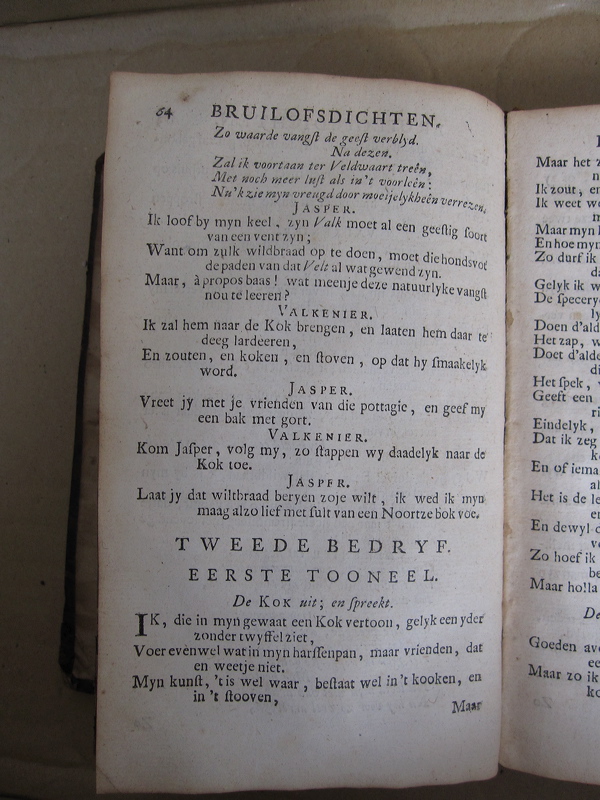 64 BRUILOFSDICHTEN.
Zo waarde vangſt de geeſt verblyd.
Na dezen.
Zal ik voortaan ter Veldwaart treên,
Met noch meer luſt als in't voorleên:
Nu'k zie myn vreugd door moeijelykheên verrezen.
JASPER.
Ik loof by myn keel, zyn Valk moet al een geeſtig ſoort
van een vent zyn;
Want om zulk wildbraad op te doen, moet die hondsvot
de paden van dat Velt al wat gewend zyn.
Maar, à propos baas! wat meen je deze natuurlyke vangſt
nou te leeren?
VALKENIER.
Ik zal hem naar de Kok brengen, en laaten hem daar te
deeg lardeeren,
En zouten, en koken, en ſtoven, op dat hy ſmaakelyk
word.
JASPER.
Vreet jy met je vrienden van die pottagie, en geef my
een bak met gort.
VALKENIER.
Kom Jaſper, volg my, zo ſtappen wy daadelyk naar de
Kok toe.
JASPER.
Laat jy dat wiltbraad beryen zoje wilt, ik wed ik myn
maag alzo lief met ſult van een Noortze bok voe.
TWEEDE BEDRYF.
EERSTE TOONEEL.
De KOK uit; en ſpreekt.
IK, die in myn gewaat een Kok vertoon, gelyk een yder
zonder twyffel ziet,
Voer evenwel wat in myn harſſenpan, maar vrienden, dat
en weetje niet.
Myn kunſt, 'tis wel waar, beſtaat wel in't kooken, en
in 't ſtooven,
Maar
Maar het
Ik zout, en
Ik weet
Maar myn
En hoe myn
Zo durf ik
Gelyk ik
De ſpecery
Doen d'alde
Het zap,
Doet d'alde
Het ſpek,
Geeft een
Eindelyk,
Dat ik zeg
En of iema
Het is de
En dewyl
Zo hoef ik
Maar holla
De
Goeden
Maar zo ik